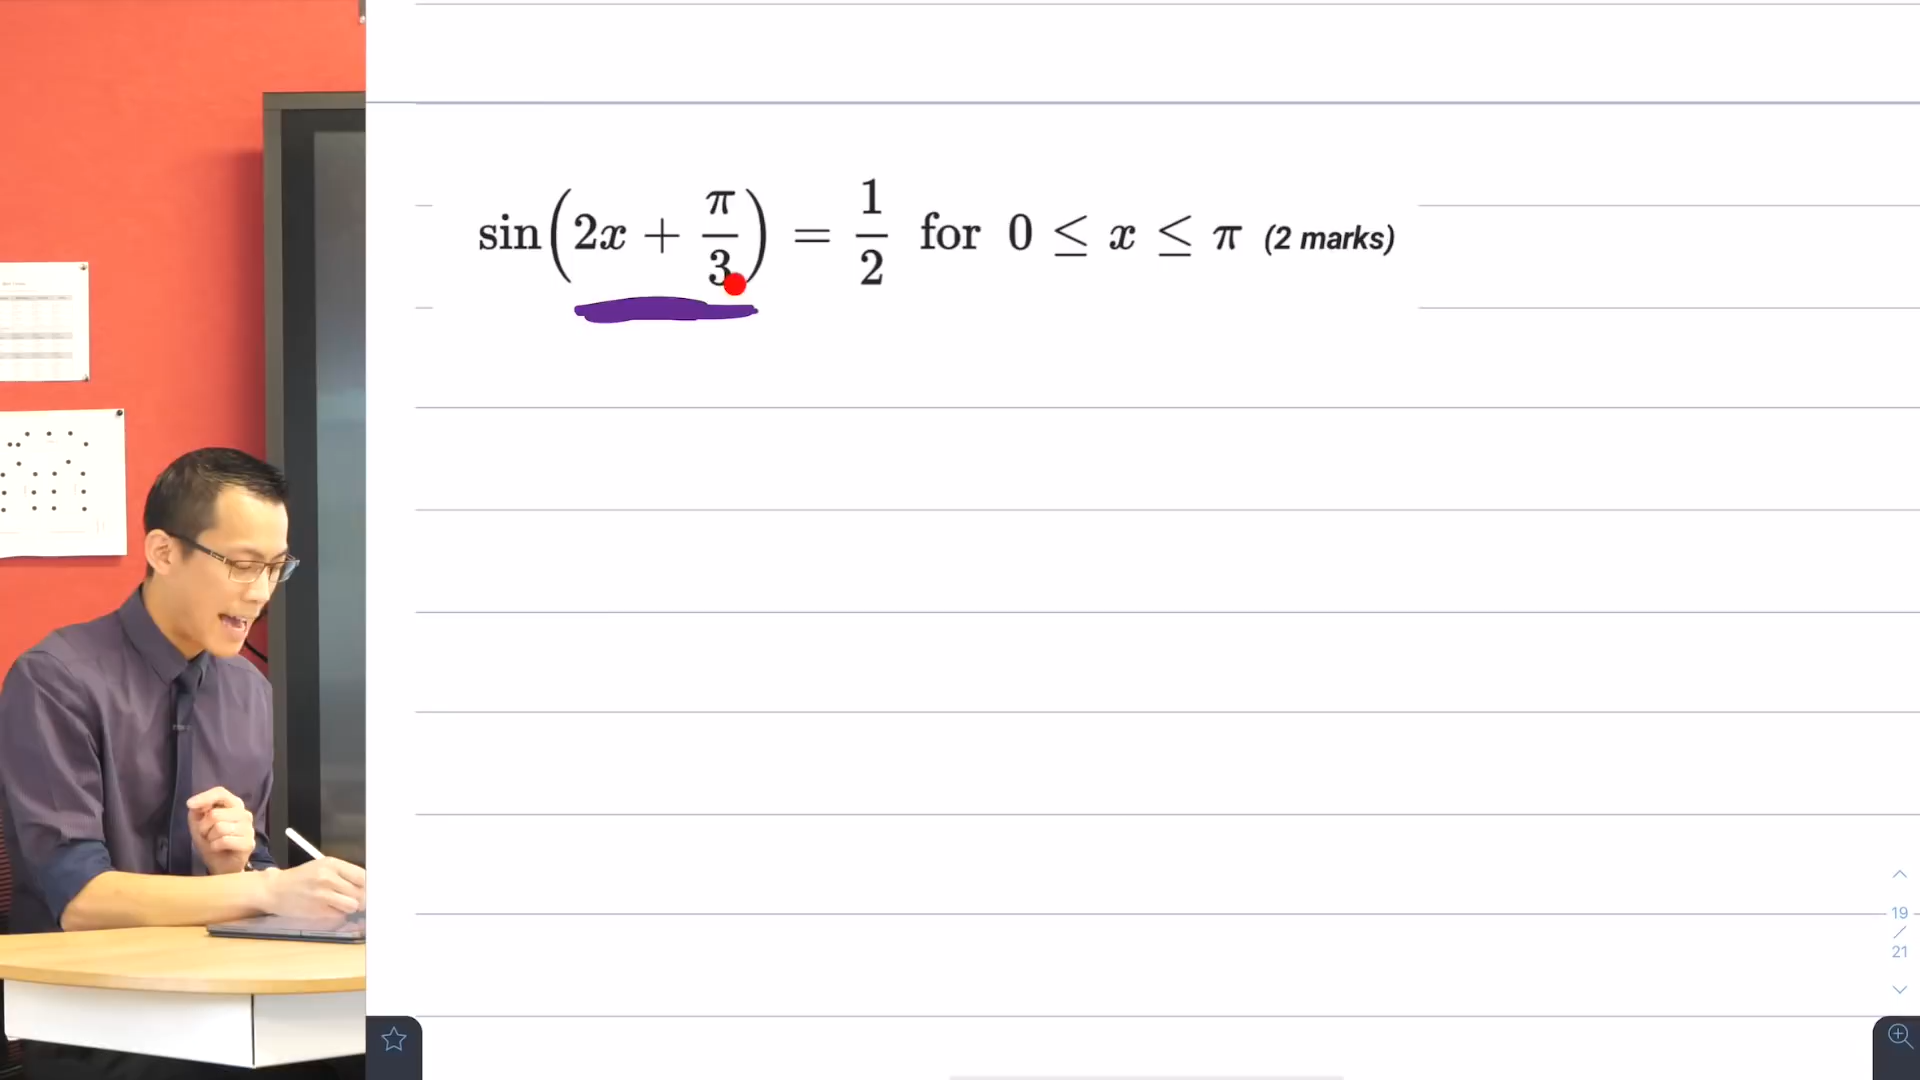 sin(2x + π/3) = 1/2 for 0 ≤ x ≤ π (2 marks)
19
/
21